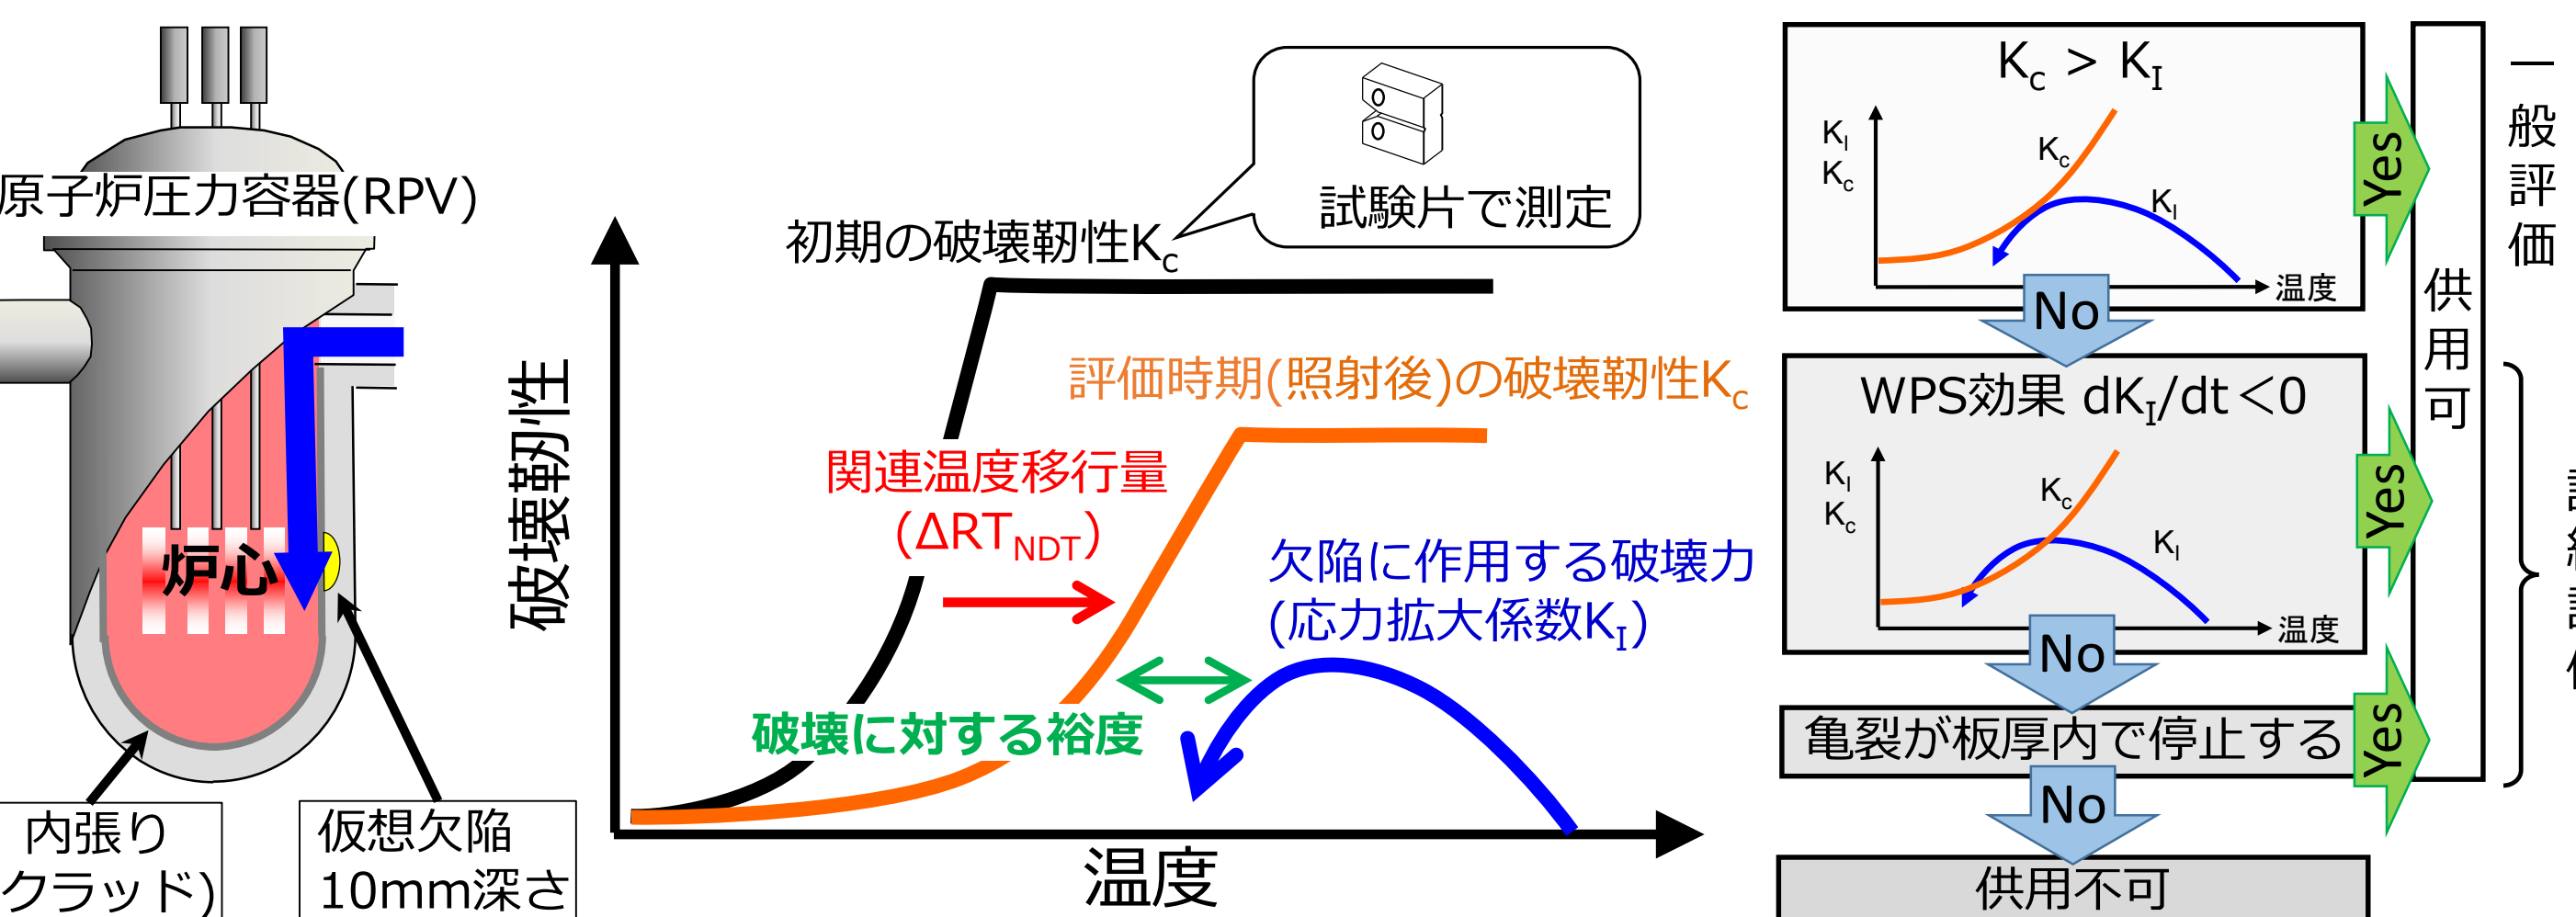 原子炉圧力容器(RPV)
炉心
内張り
クラッド)
仮想欠陥
10mm深さ
破壊靭性
温度
初期の破壊靭性Kc
試験片で測定
評価時期(照射後)の破壊靭性Kc
関連温度移行量
(ΔRTNDT)
破壊に対する裕度
欠陥に作用する破壊力
(応力拡大係数KI)
Kc > KI
KI
Kc
Kc
KI
温度
Yes
No
WPS効果 dKI/dt<0
KI
Kc
Kc
KI
温度
Yes
No
亀裂が板厚内で停止する
Yes
No
供用不可
供用可
一般評価